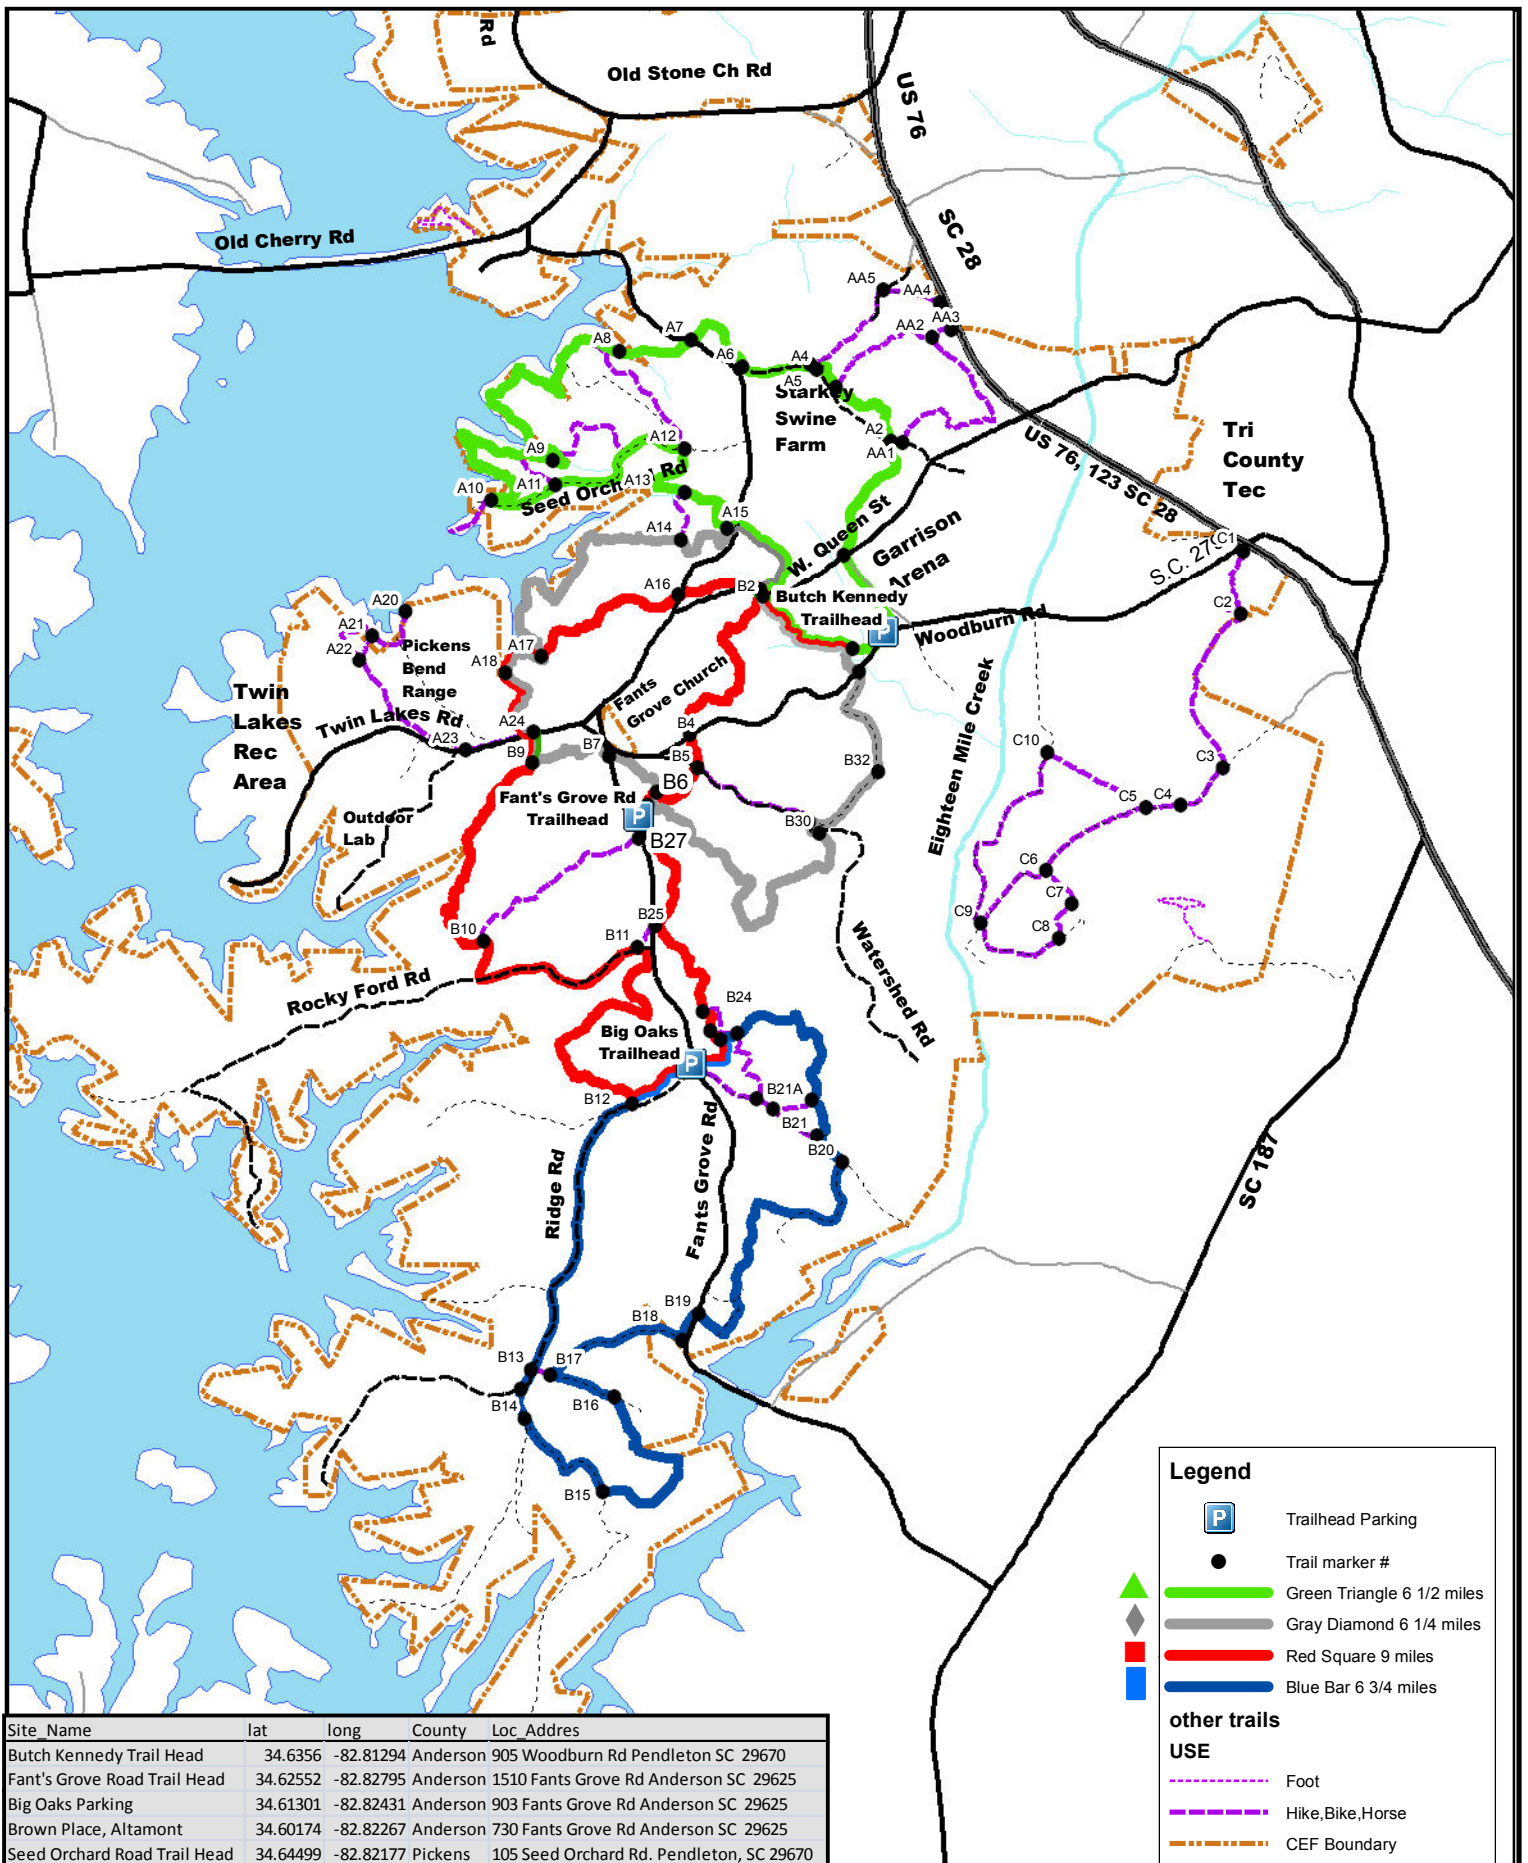 Rd
Old Stone Ch Rd
US 76
Old Cherry Rd
SC 28
AA5
AA4
AA3
AA2
A7
A8
A6
A4
A5
Starkey
Swine
Farm
A2
AA1
A12
A9
A11
A13
A10
Seed Orch Rd
Tri
County
Tec
US 76, 123 SC 28
A15
A14
W. Queen St
Garrison
Arena
S.C. 27
C1
A16
B2
Butch Kennedy
Trailhead
P
Woodburn Rd
C2
A20
A21
A22
Pickens
Bend
Range
A17
A18
Fants
Grove Church
Twin
Lakes
Rec
Area
Twin Lakes Rd
A24
A23
B9
B7
B4
B5
B6
B32
Eighteen Mile Creek
C10
C3
C5
C4
Fant's Grove Rd
Trailhead
P
B27
B30
Outdoor
Lab
C6
C7
C9
C8
B10
B25
B11
Watershed Rd
Rocky Ford Rd
B24
Big Oaks
Trailhead
P
B12
B21A
B21
B20
Ridge Rd
Fants Grove Rd
SC 187
B19
B18
B13
B17
B14
B16
B15
Legend
P Trailhead Parking
Trail marker #
Green Triangle 6 1/2 miles
Gray Diamond 6 1/4 miles
Red Square 9 miles
Blue Bar 6 3/4 miles
other trails
USE
Foot
Hike,Bike,Horse
CEF Boundary
Site_Name lat long County Loc_Addres
Butch Kennedy Trail Head 34.6356 -82.81294 Anderson 905 Woodburn Rd Pendleton SC 29670
Fant's Grove Road Trail Head 34.62552 -82.82795 Anderson 1510 Fants Grove Rd Anderson SC 29625
Big Oaks Parking 34.61301 -82.82431 Anderson 903 Fants Grove Rd Anderson SC 29625
Brown Place, Altamont 34.60174 -82.82267 Anderson 730 Fants Grove Rd Anderson SC 29625
Seed Orchard Road Trail Head 34.64499 -82.82177 Pickens 105 Seed Orchard Rd. Pendleton, SC 29670